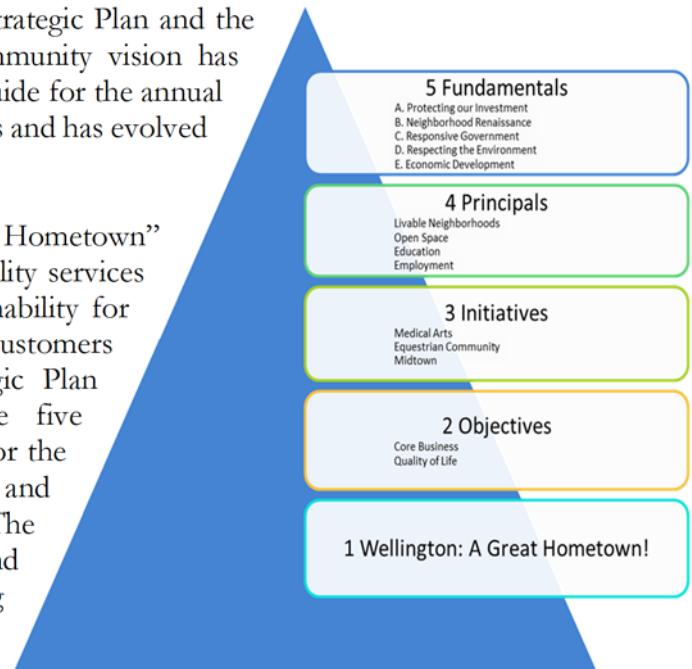 trategic Plan and the
mmunity vision has
uide for the annual
s and has evolved
Hometown”
lity services
nability for
ustomers
gic Plan
e five
or the
and
The
nd
g
5 Fundamentals
A. Protecting our Investment
B. Neighborhood Renaissance
C. Responsive Government
D. Respecting the Environment
E. Economic Development
4 Principals
Livable Neighborhoods
Open Space
Education
Employment
3 Initiatives
Medical Arts
Equestrian Community
Midtown
2 Objectives
Core Business
Quality of Life
1 Wellington: A Great Hometown!